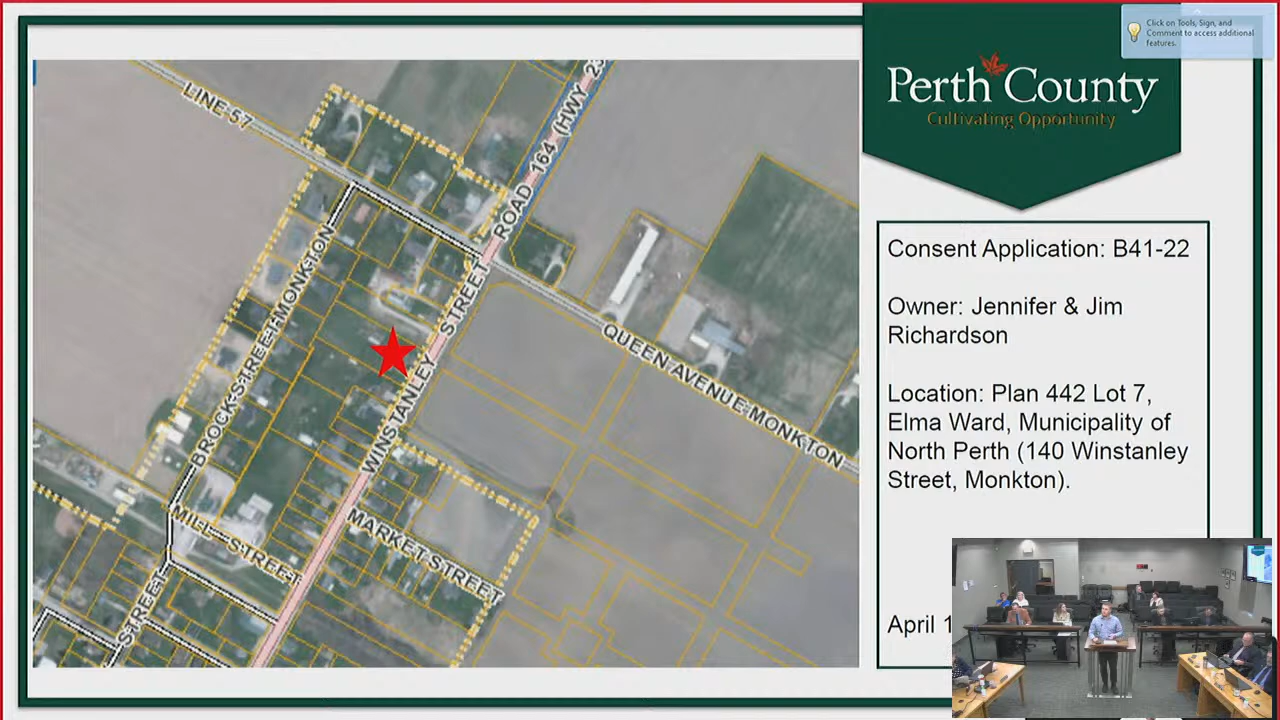 Click on Tools, Sign, and
Comment to access additional
features.
Perth County
Cultivating Opportunity
LINE 57
ROAD 164 (HWY 23
BROCK STREET MONKTON
WINSTANLEY STREET
QUEEN AVENUE MONKTON
MILL STREET
MARKET STREET
STREET
Consent Application: B41-22
Owner: Jennifer & Jim
Richardson
Location: Plan 442 Lot 7,
Elma Ward, Municipality of
North Perth (140 Winstanley
Street, Monkton).
April 1